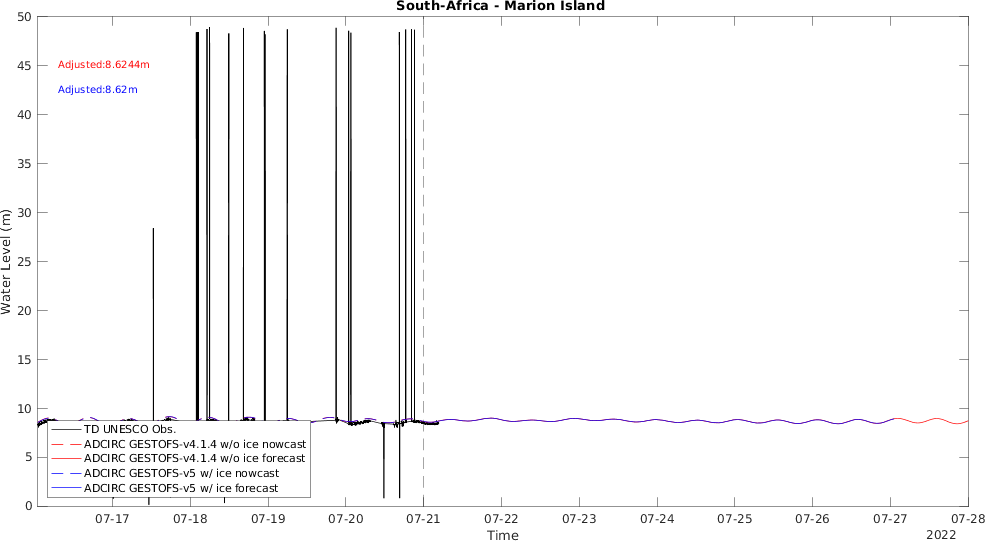 South-Africa - Marion Island
Adjusted:8.6244m
Adjusted:8.62m
Water Level (m)
50
45
40
35
30
25
20
15
10
5
0
TD UNESCO Obs.
ADCIRC GESTOFS-v4.1.4 w/o ice nowcast
ADCIRC GESTOFS-v4.1.4 w/o ice forecast
ADCIRC GESTOFS-v5 w/ ice nowcast
ADCIRC GESTOFS-v5 w/ ice forecast
07-17 07-18 07-19 07-20 07-21 07-22 07-23 07-24 07-25 07-26 07-27 07-28
Time
2022